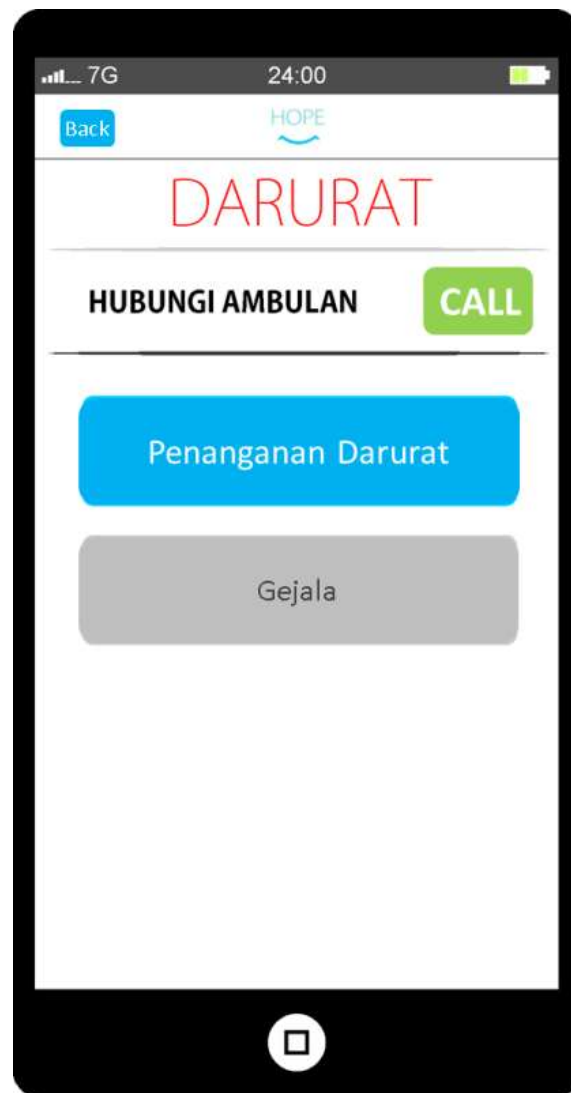 7G 24:00
Back HOPE
DARURAT
HUBUNGI AMBULAN CALL
Penanganan Darurat
Gejala